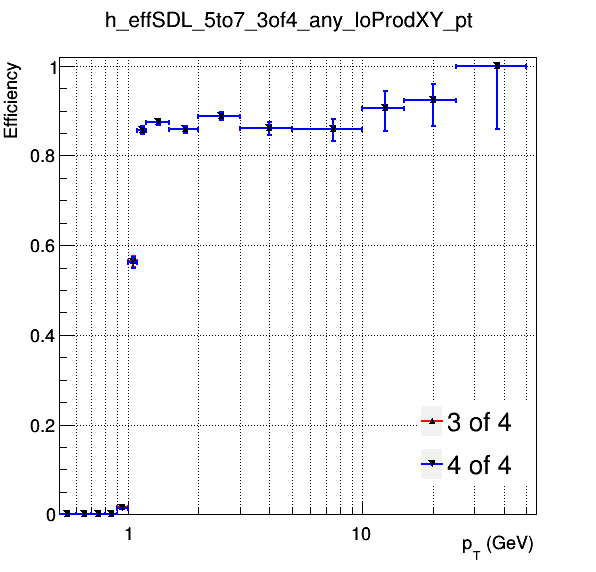 h_effSDL_5to7_3of4_any_loProdXY_pt
Efficiency
1
0.8
0.6
0.4
0.2
0
3 of 4
4 of 4
1
10
p_T (GeV)